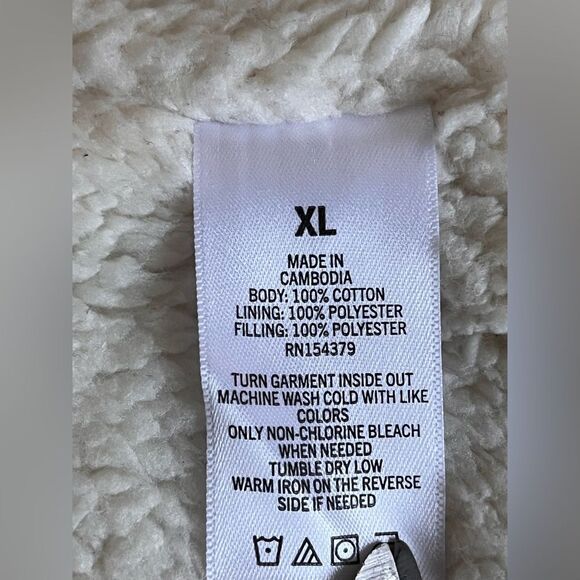 XL
MADE IN
CAMBODIA
BODY: 100% COTTON
LINING: 100% POLYESTER
FILLING: 100% POLYESTER
RN154379
TURN GARMENT INSIDE OUT
MACHINE WASH COLD WITH LIKE
COLORS
ONLY NON-CHLORINE BLEACH
WHEN NEEDED
TUMBLE DRY LOW
WARM IRON ON THE REVERSE
SIDE IF NEEDED